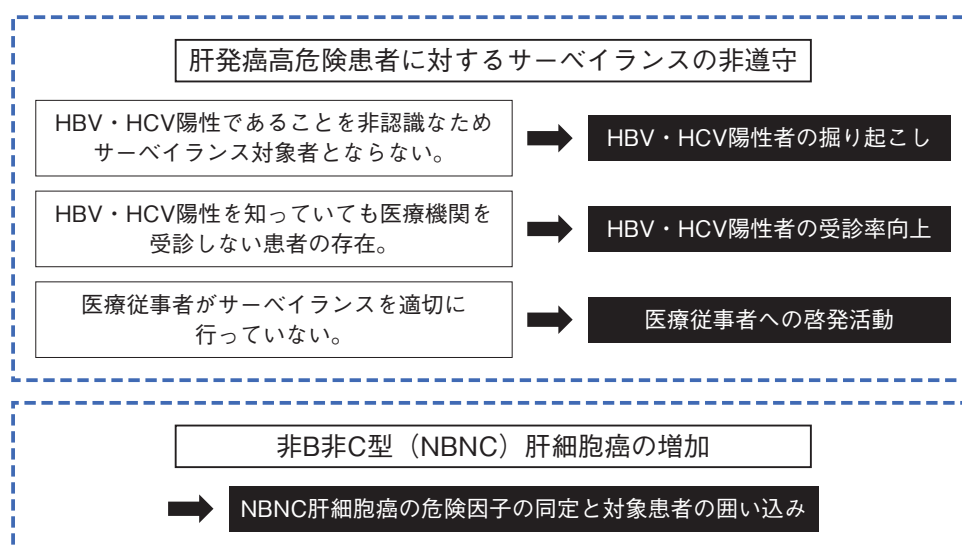 肝発癌高危険患者に対するサーベイランスの非遵守
HBV・HCV陽性であることを非認識なため
サーベイランス対象者とならない。
HBV・HCV陽性者の掘り起こし
HBV・HCV陽性を知っていても医療機関を
受診しない患者の存在。
HBV・HCV陽性者の受診率向上
医療従事者がサーベイランスを適切に
行っていない。
医療従事者への啓発活動
非B非C型（NBNC）肝細胞癌の増加
NBNC肝細胞癌の危険因子の同定と対象患者の囲い込み